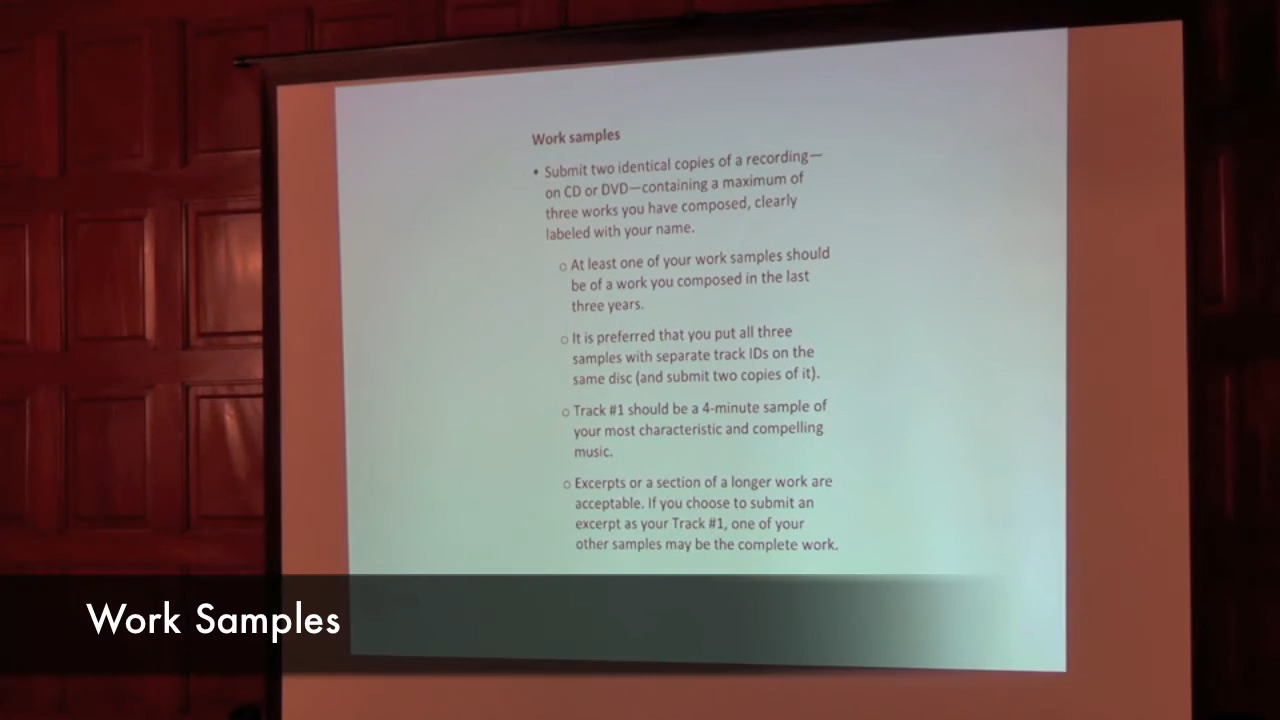 Work samples
• Submit two identical copies of a recording—
on CD or DVD—containing a maximum of
three works you have composed, clearly
labeled with your name.
o At least one of your work samples should
be of a work you composed in the last
three years.
o It is preferred that you put all three
samples with separate track IDs on the
same disc (and submit two copies of it).
o Track #1 should be a 4-minute sample of
your most characteristic and compelling
music.
o Excerpts or a section of a longer work are
acceptable. If you choose to submit an
excerpt as your Track #1, one of your
other samples may be the complete work.
Work Samples